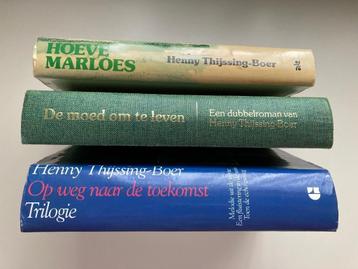 HOEVE
MARLOES
Henny Thijssing-Boer
De moed om te leven
Een dubbelroman van
Henny Thijssing-Boer
Henny Thijssing-Boer
Op weg naar de toekomst
Trilogie